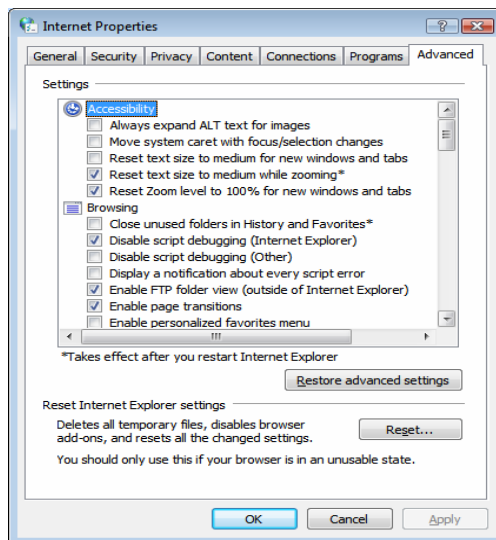 Internet Properties
General Security Privacy Content Connections Programs Advanced
Settings
Accessibility
Always expand ALT text for images
Move system caret with focus/selection changes
Reset text size to medium for new windows and tabs
Reset text size to medium while zooming*
Reset Zoom level to 100% for new windows and tabs
Browsing
Close unused folders in History and Favorites*
Disable script debugging (Internet Explorer)
Disable script debugging (Other)
Display a notification about every script error
Enable FTP folder view (outside of Internet Explorer)
Enable page transitions
Enable personalized favorites menu
*Takes effect after you restart Internet Explorer
Restore advanced settings
Reset Internet Explorer settings
Deletes all temporary files, disables browser
add-ons, and resets all the changed settings.
Reset...
You should only use this if your browser is in an unusable state.
OK Cancel Apply